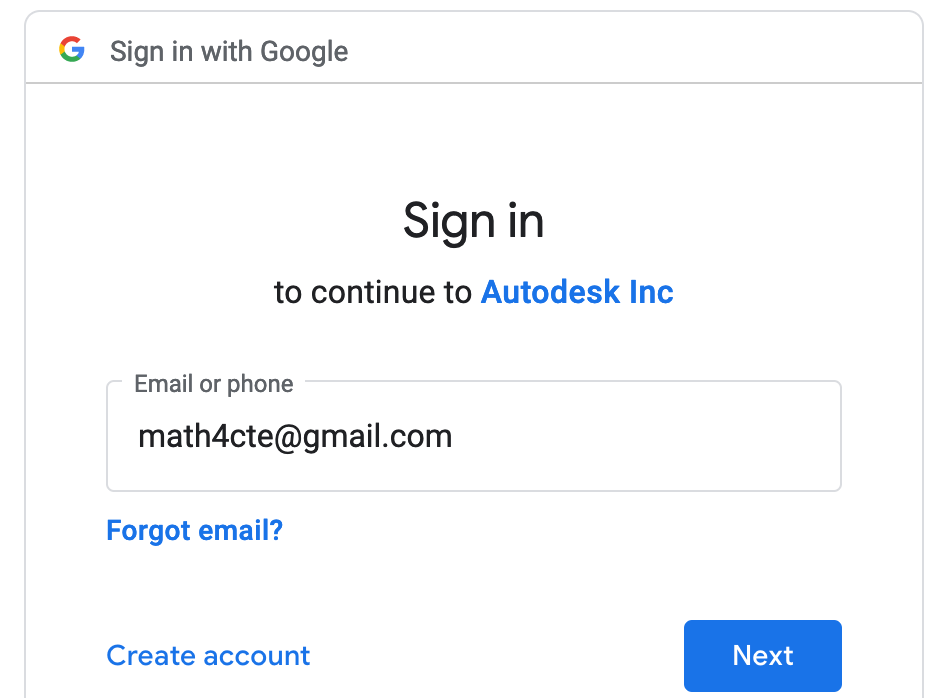 Sign in with Google
Sign in
to continue to Autodesk Inc
Email or phone
math4cte@gmail.com
Forgot email?
Create account
Next